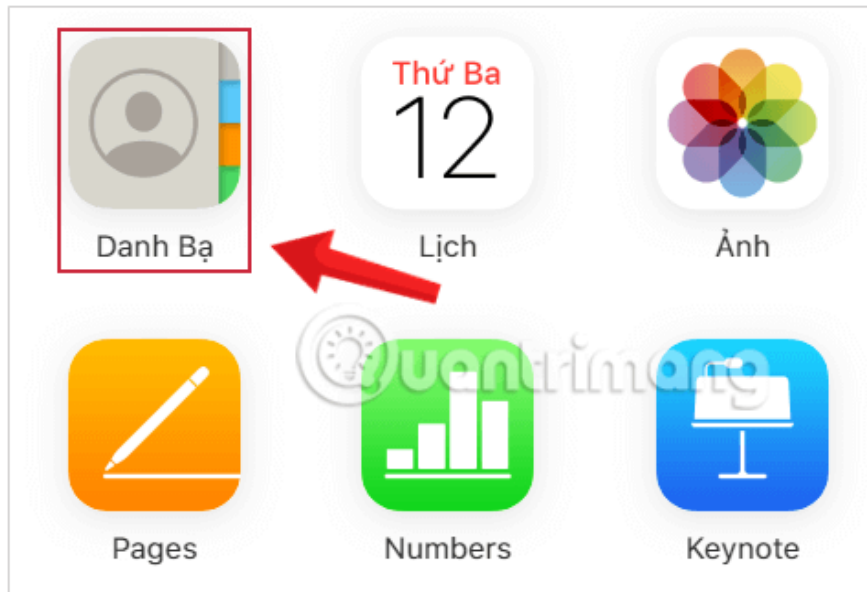 Thứ Ba
12
Danh Bạ
Lịch
Ảnh
Quantrimang
Pages
Numbers
Keynote